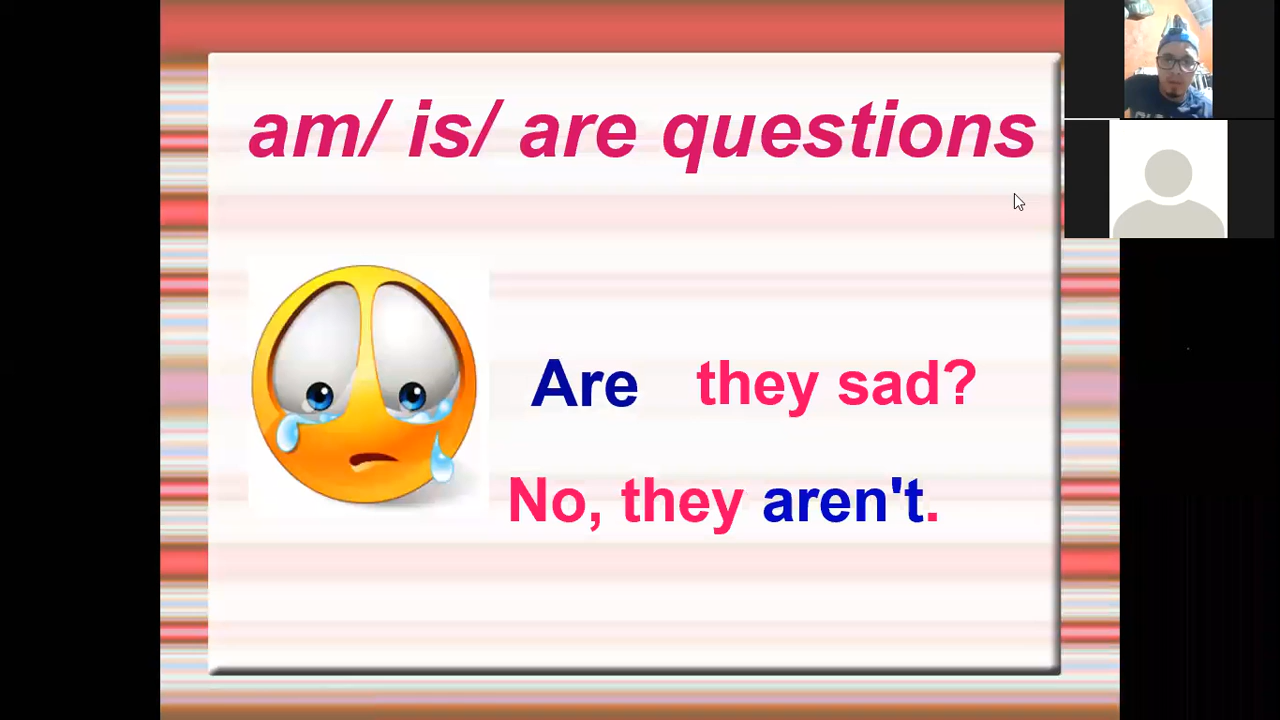 am/ is/ are questions
Are they sad?
No, they aren't.